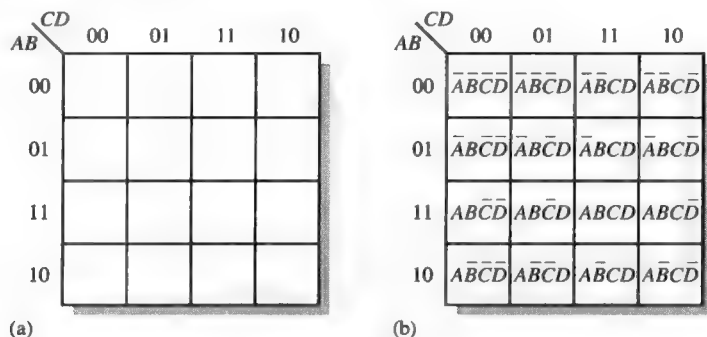 CD CD
AB 00 01 11 10 AB 00 01 11 10
00 00 A̅B̅C̅D̅ A̅B̅C̅D A̅B̅CD A̅B̅CD̅
01 01 A̅BC̅D̅ A̅BC̅D A̅BCD A̅BCD̅
11 11 ABC̅D̅ ABC̅D ABCD ABCD̅
10 10 AB̅C̅D̅ AB̅C̅D AB̅CD AB̅CD̅
(a) (b)